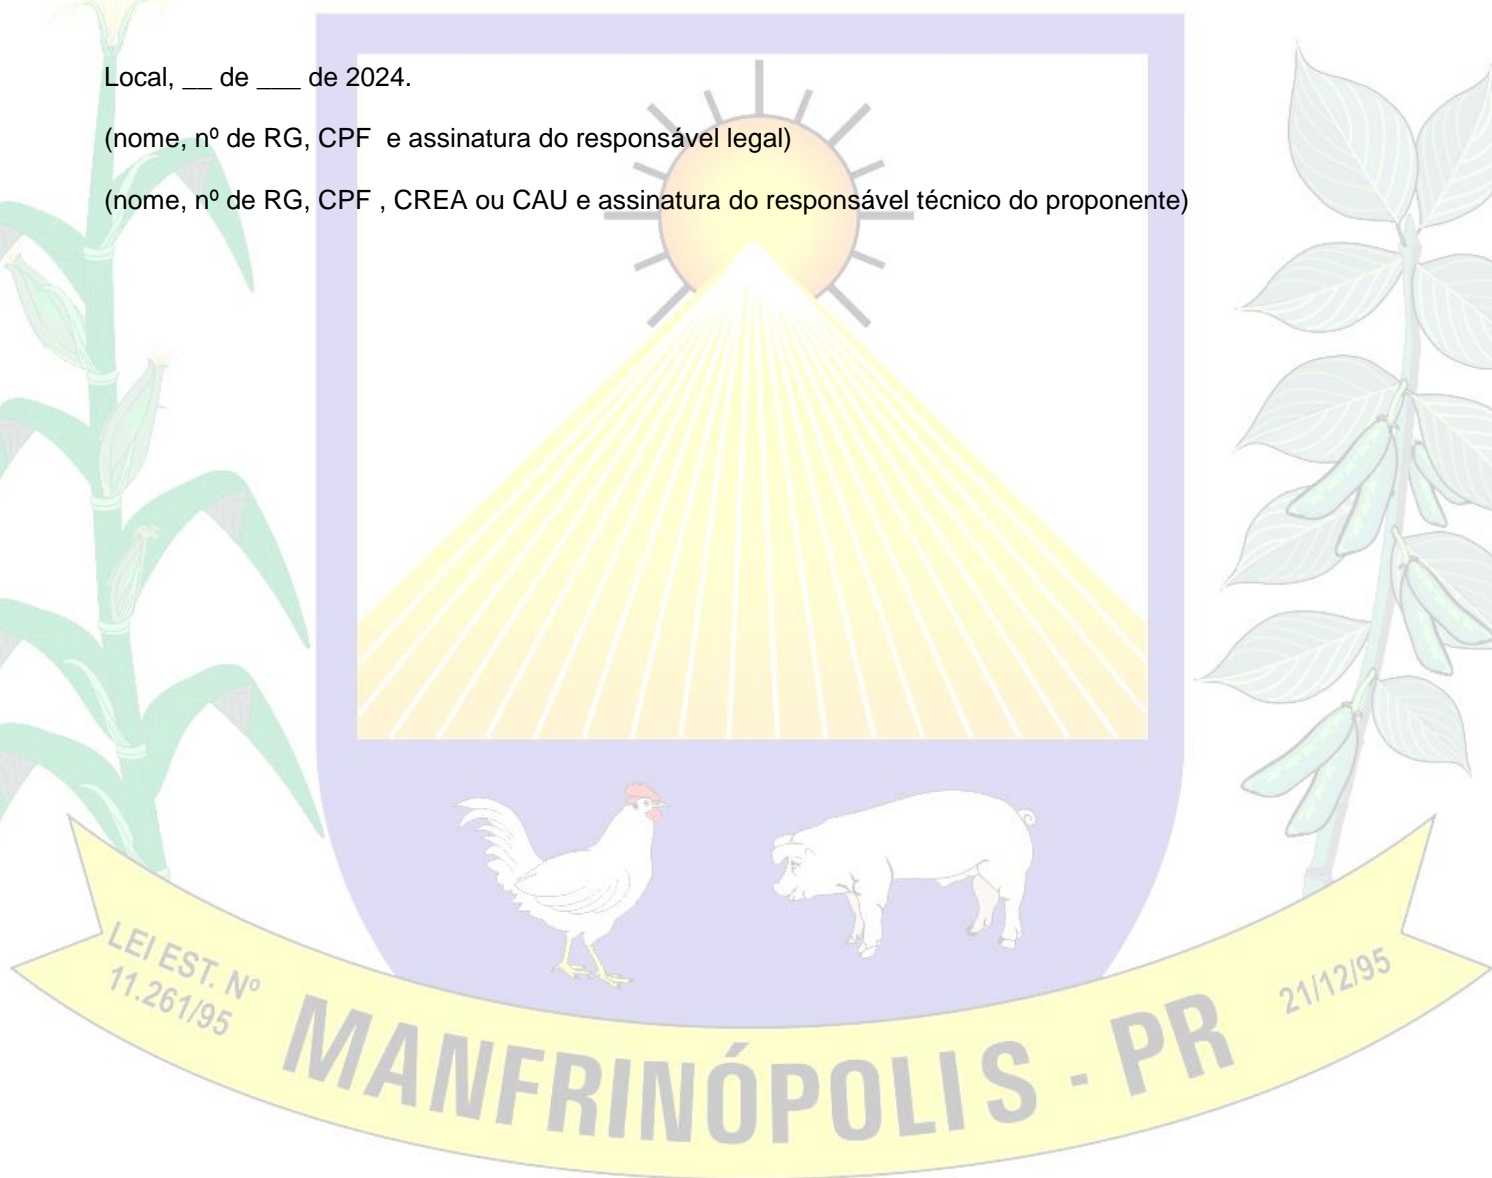 Local, __ de ___ de 2024.
(nome, nº de RG, CPF  e assinatura do responsável legal)
(nome, nº de RG, CPF , CREA ou CAU e assinatura do responsável técnico do proponente)
LEI EST. Nº
11.261/95
MANFRINÓPOLIS - PR
21/12/95